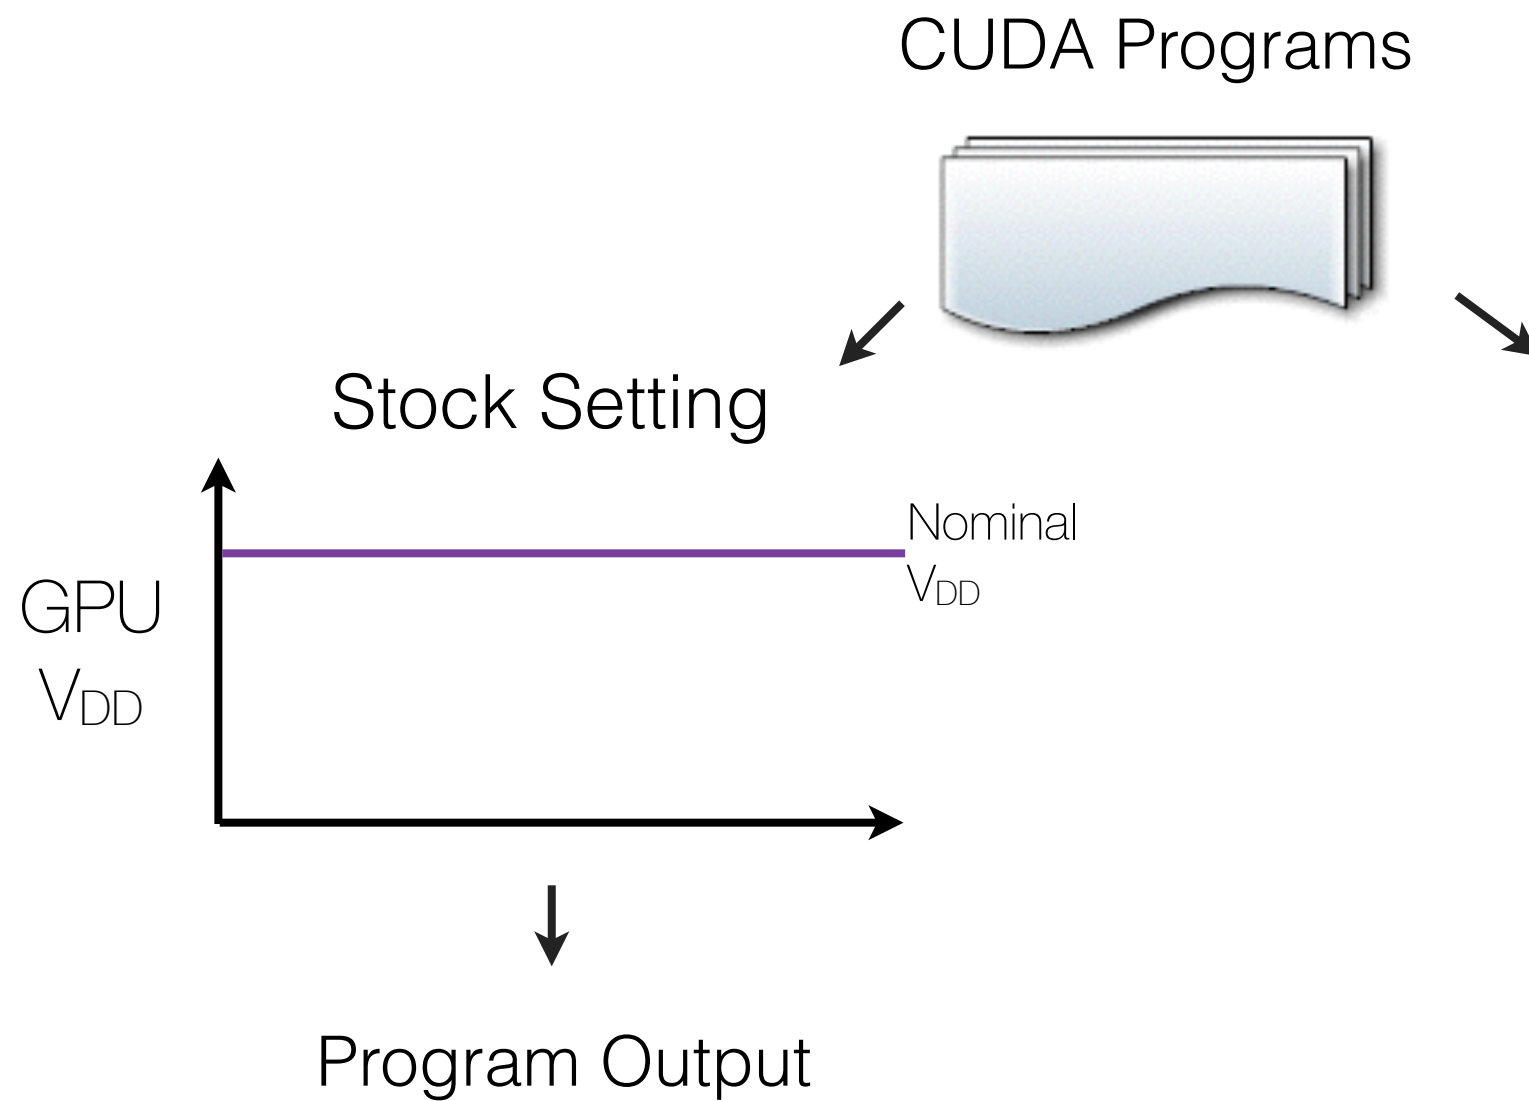 CUDA Programs
Stock Setting
Nominal
VDD
GPU
VDD
Program Output